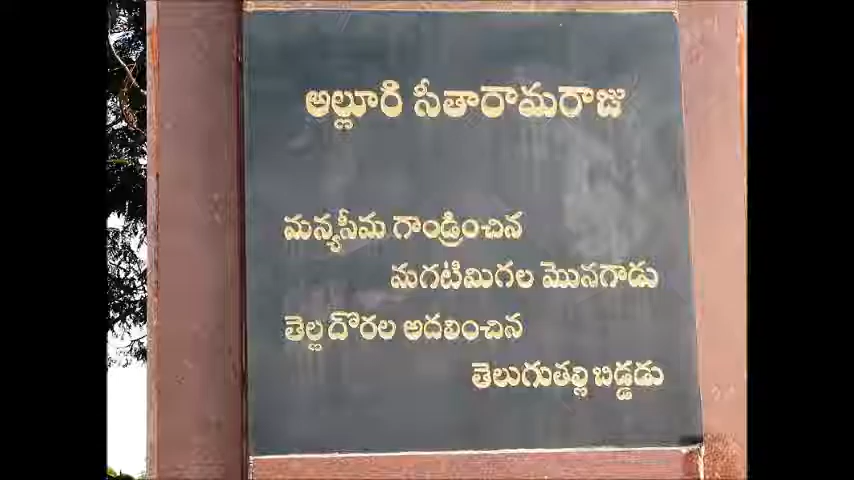 అల్లూరి సీతారామరాజు
మన్యసీమ గాండ్రించిన
మగటిమిగల మొనగాడు
తెల్లదొరల అదలించిన
తెలుగుతల్లి బిడ్డడు